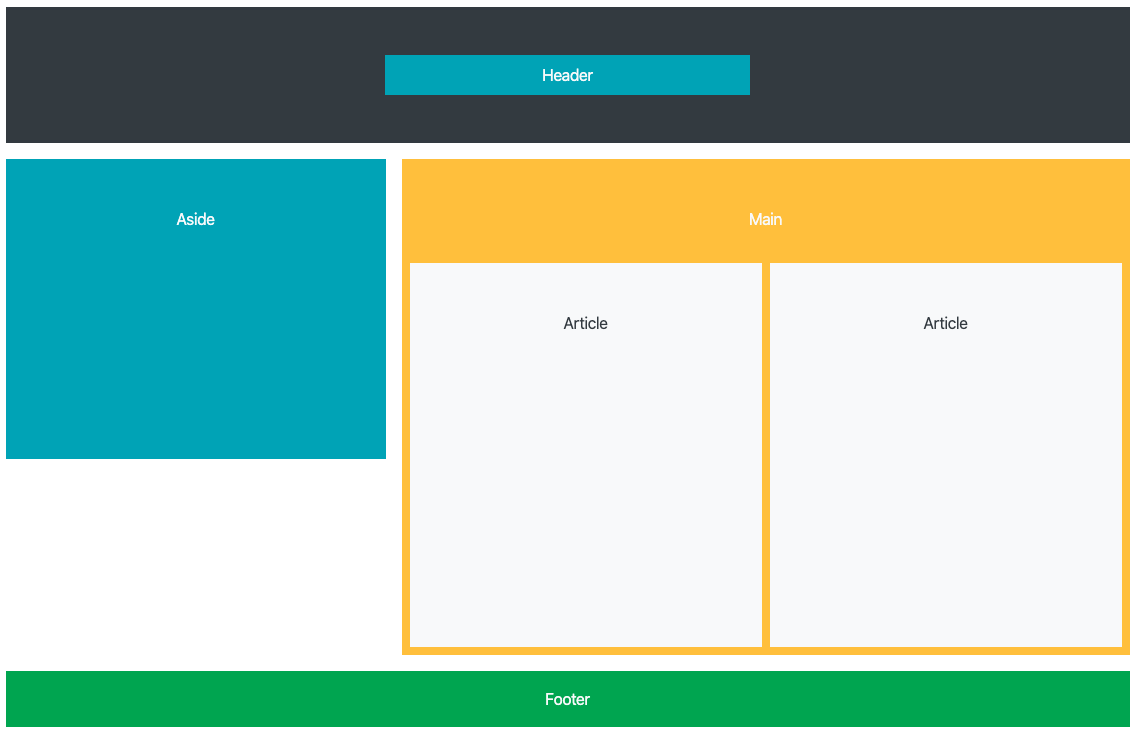 Header
Aside
Main
Article
Article
Footer